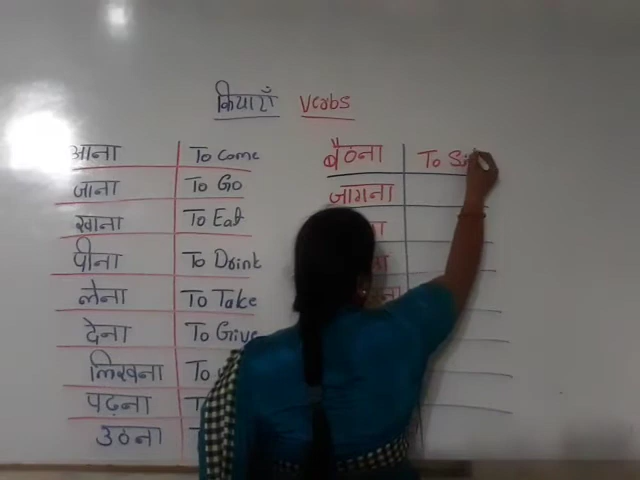 क्रियाएँ Verbs
आना To Come
जाना To Go
खाना To Eat
पीना To Drink
लेना To Take
देना To Give
लिखना To
पढ़ना
उठना
बैठना To Si
जागना